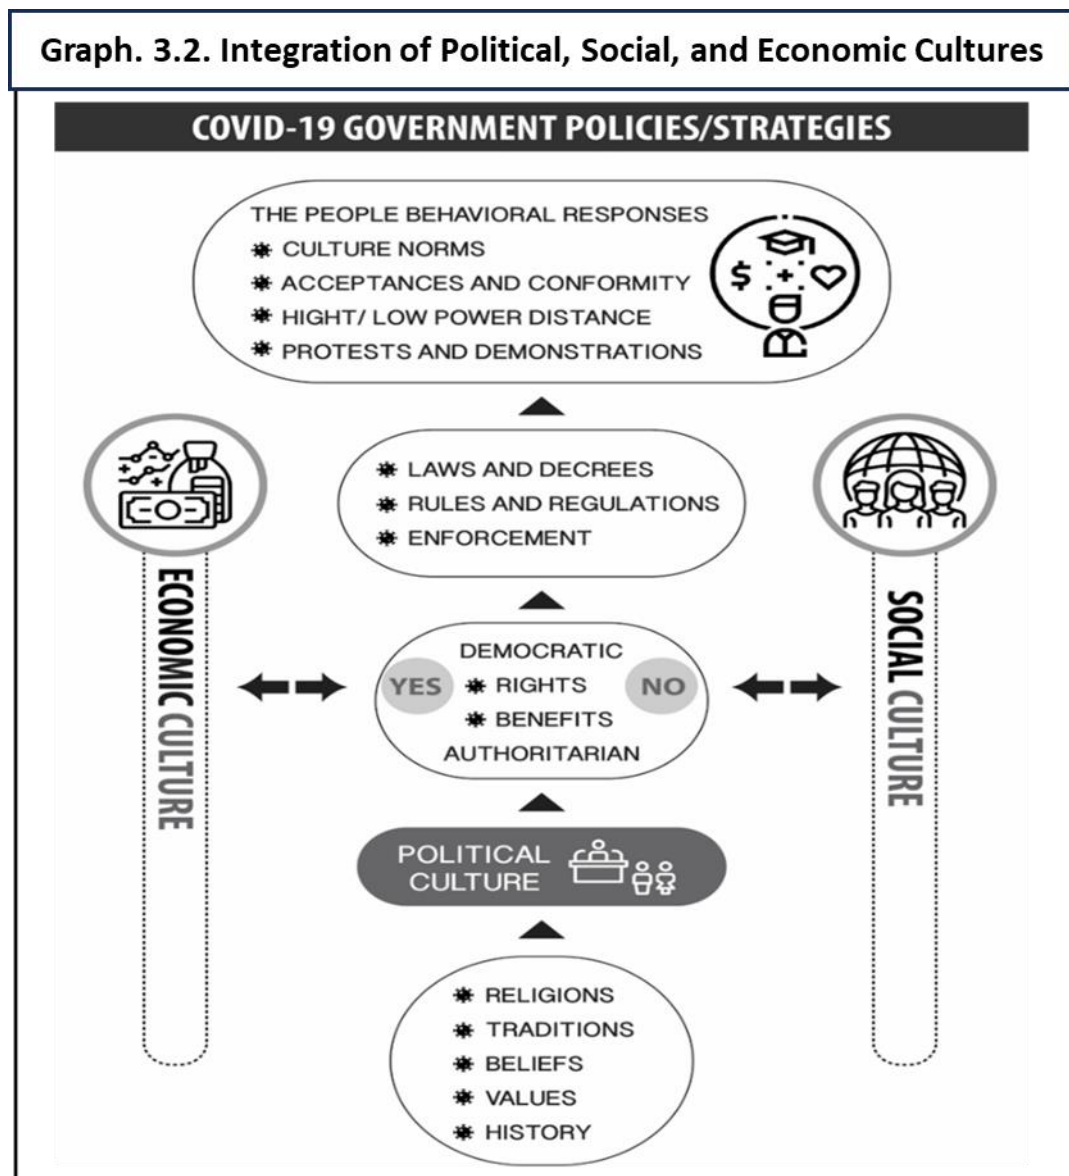 Graph. 3.2. Integration of Political, Social, and Economic Cultures
COVID-19 GOVERNMENT POLICIES/STRATEGIES
THE PEOPLE BEHAVIORAL RESPONSES
CULTURE NORMS
ACCEPTANCES AND CONFORMITY
HIGHT/ LOW POWER DISTANCE
PROTESTS AND DEMONSTRATIONS
$
LAWS AND DECREES
RULES AND REGULATIONS
ENFORCEMENT
ECONOMIC CULTURE
SOCIAL CULTURE
DEMOCRATIC
YES
RIGHTS
NO
BENEFITS
AUTHORITARIAN
POLITICAL
CULTURE
RELIGIONS
TRADITIONS
BELIEFS
VALUES
HISTORY